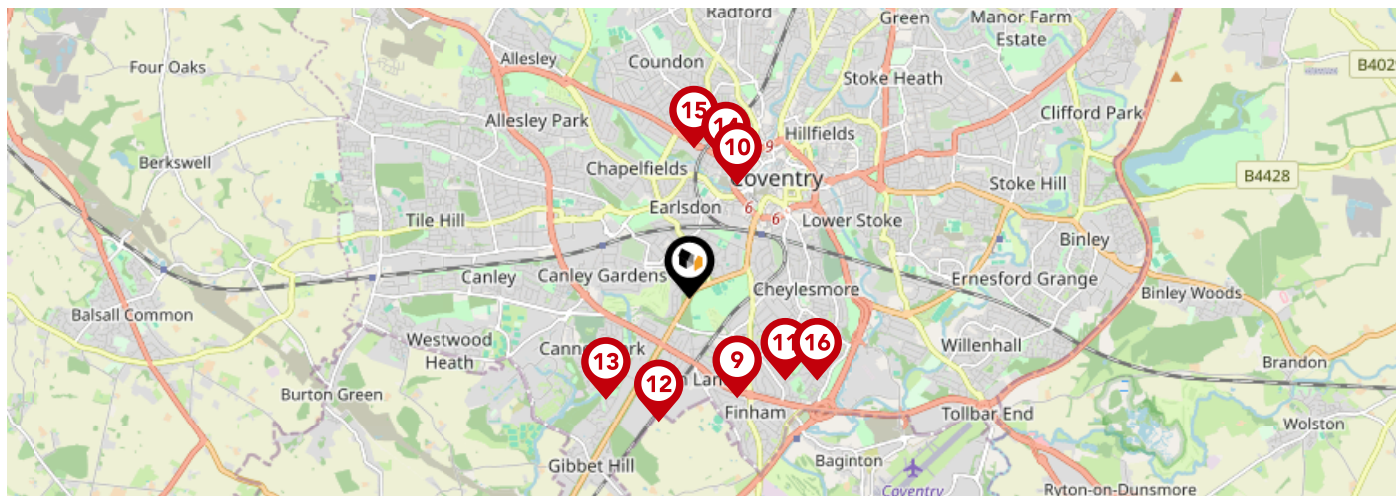 Radford
Green
Manor Farm
Estate
Four Oaks
Allesley
Coundon
Stoke Heath
B402
15
Allesley Park
14
Clifford Park
Hillfields
10
9
Berkswell
Chapelfields
Coventry
Stoke Hill
B4428
Tile Hill
Earlsdon
6
6
Lower Stoke
Binley
Canley
Canley Gardens
Cheylesmore
Ernesford Grange
Binley Woods
Balsall Common
Westwood
Heath
13
12
9
11
16
Willenhall
Brandon
Burton Green
Finham
Tollbar End
Wolston
Gibbet Hill
Baginton
Coventry
Ryton-on-Dunsmore